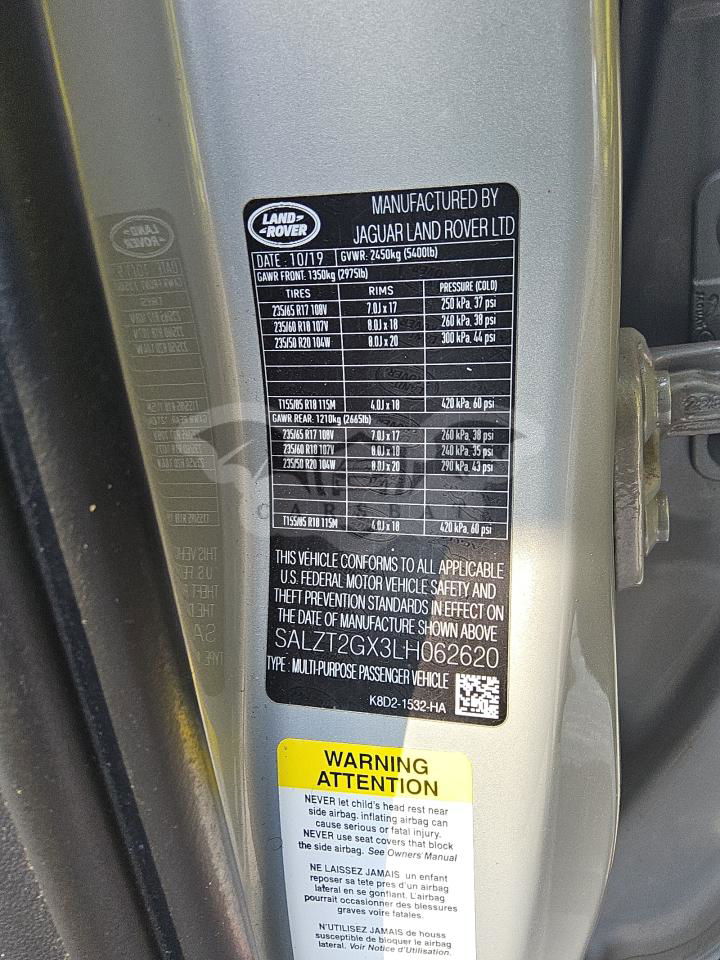 LAND ROVER
MANUFACTURED BY
JAGUAR LAND ROVER LTD
DATE : 10/19 GVWR: 2450kg (5400lb)
GAWR FRONT: 1350kg (2975lb)
TIRES RIMS PRESSURE (COLD)
235/65 R17 108V 7.0J x 17 250 kPa, 37 psi
235/60 R18 107V 8.0J x 18 260 kPa, 38 psi
235/50 R20 104W 8.0J x 20 300 kPa, 44 psi
T155/85 R18 115M 4.0J x 18 420 kPa, 60 psi
GAWR REAR: 1210kg (2665lb)
235/65 R17 108V 7.0J x 17 260 kPa, 38 psi
235/60 R18 107V 8.0J x 18 240 kPa, 35 psi
235/50 R20 104W 8.0J x 20 290 kPa, 43 psi
T155/85 R18 115M 4.0J x 18 420 kPa, 60 psi
CARSBAT
THIS VEHICLE CONFORMS TO ALL APPLICABLE
U.S. FEDERAL MOTOR VEHICLE SAFETY AND
THEFT PREVENTION STANDARDS IN EFFECT ON
THE DATE OF MANUFACTURE SHOWN ABOVE
SALZT2GX3LH062620
TYPE : MULTI-PURPOSE PASSENGER VEHICLE
K8D2-1532-HA
WARNING
ATTENTION
NEVER let child's head rest near
side airbag. inflating airbag can
cause serious or fatal injury.
NEVER use seat covers that block
the side airbag. See Owners' Manual
NE LAISSEZ JAMAIS un enfant
reposer sa tete pres d'un airbag
lateral en se gonflant. L'airbag
pourrait occasionner des blessures
graves voire fatales.
N'UTILISEZ JAMAIS de houss
susceptible de bloquer le airbag
lateral. Voir Notice d'Utilisation.